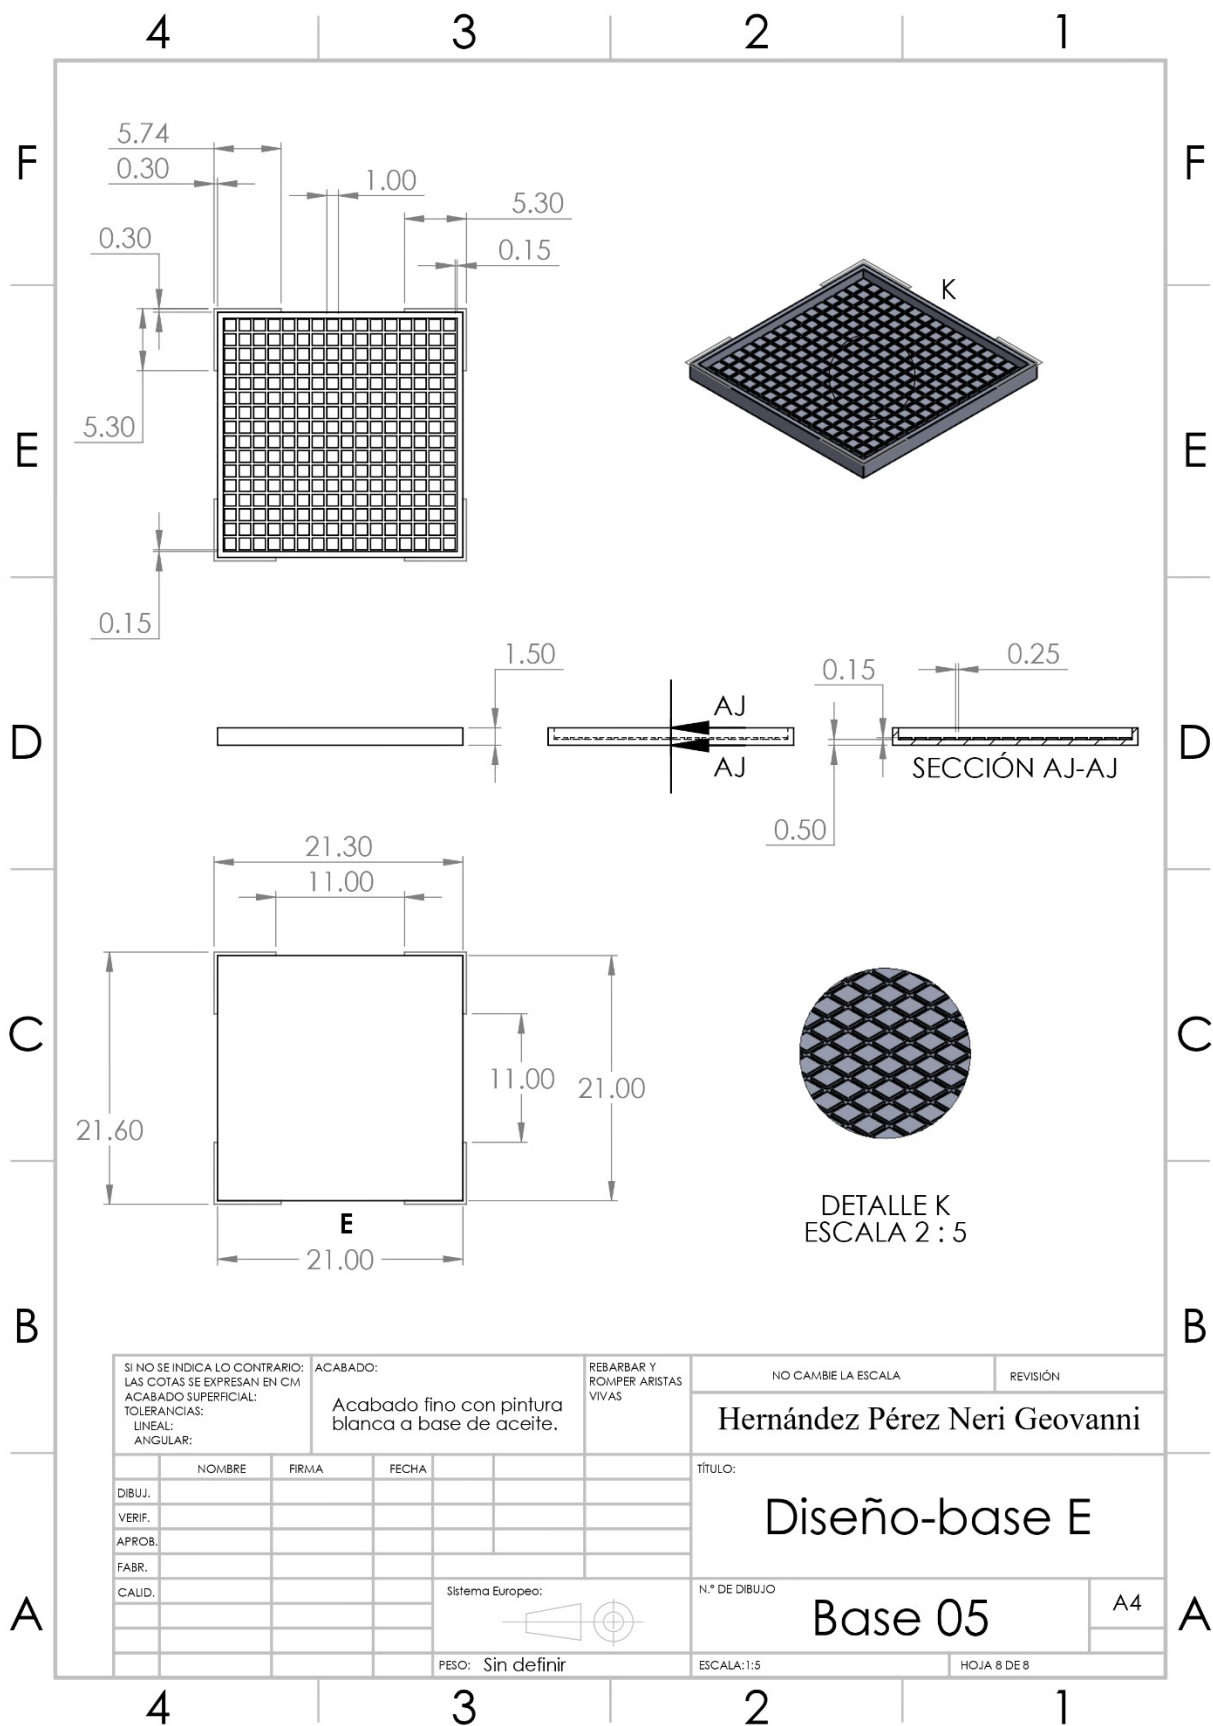 4 3 2 1
F F
5.74
0.30
1.00
5.30
0.30
0.15
K
5.30
E E
0.15
1.50
0.15
0.25
AJ
D D
AJ
SECCIÓN AJ-AJ
0.50
21.30
11.00
C C
11.00
21.00
21.60
DETALLE K
ESCALA 2 : 5
E
21.00
B B
SI NO SE INDICA LO CONTRARIO:
LAS COTAS SE EXPRESAN EN CM
ACABADO SUPERFICIAL:
TOLERANCIAS:
LINEAL:
ANGULAR:
ACABADO:
Acabado fino con pintura
blanca a base de aceite.
REBARBAR Y
ROMPER ARISTAS
VIVAS
NO CAMBIE LA ESCALA
REVISIÓN
Hernández Pérez Neri Geovanni
NOMBRE FIRMA FECHA
DIBUJ.
VERIF.
APROB.
FABR.
CALID.
TÍTULO:
Diseño-base E
Sistema Europeo:
N.º DE DIBUJO
Base 05
A4
A A
PESO: Sin definir
ESCALA:1:5
HOJA 8 DE 8
4 3 2 1